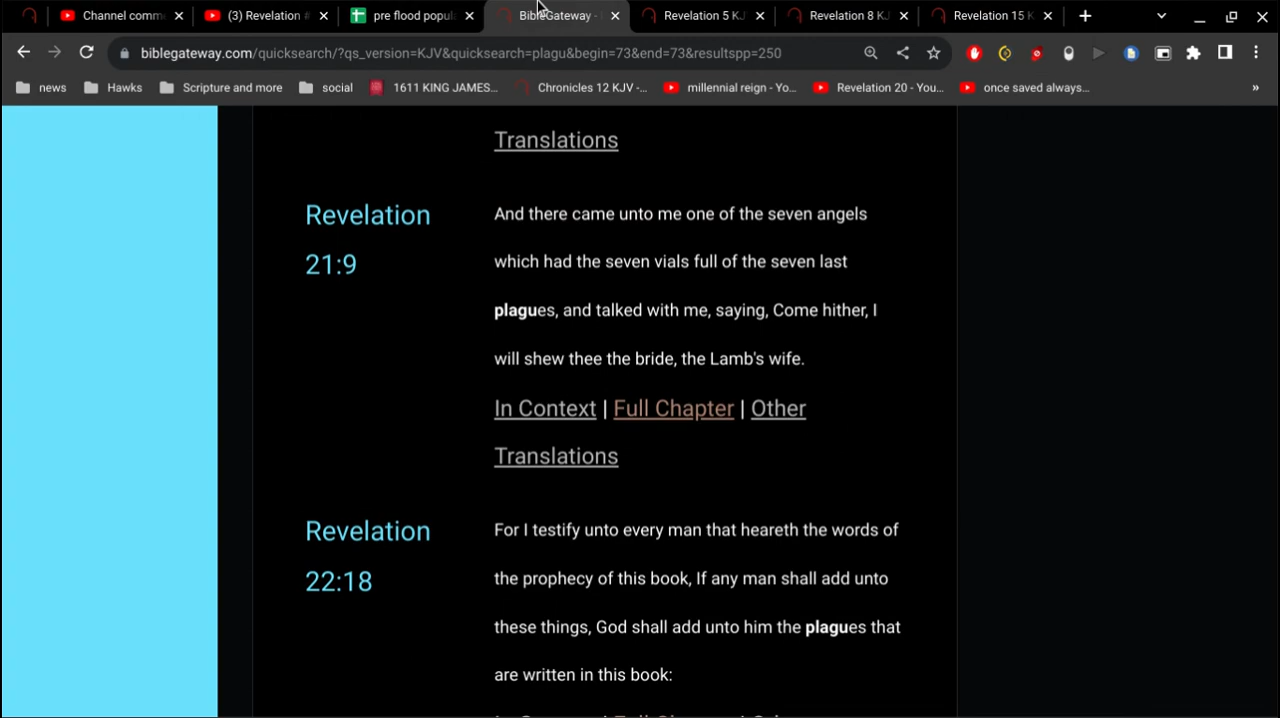 Channel comm
(3) Revelation
pre flood popul
BibleGateway -
Revelation 5 KJ
Revelation 8 KJ
Revelation 15 K
biblegateway.com/quicksearch/?qs_version=KJV&quicksearch=plagu&begin=73&end=73&resultspp=250
news
Hawks
Scripture and more
social
1611 KING JAMES...
Chronicles 12 KJV -...
millennial reign - Yo...
Revelation 20 - You...
once saved always...
»
Translations
Revelation
21:9
And there came unto me one of the seven angels
which had the seven vials full of the seven last
plagues, and talked with me, saying, Come hither, I
will shew thee the bride, the Lamb's wife.
In Context | Full Chapter | Other
Translations
Revelation
22:18
For I testify unto every man that heareth the words of
the prophecy of this book, If any man shall add unto
these things, God shall add unto him the plagues that
are written in this book: